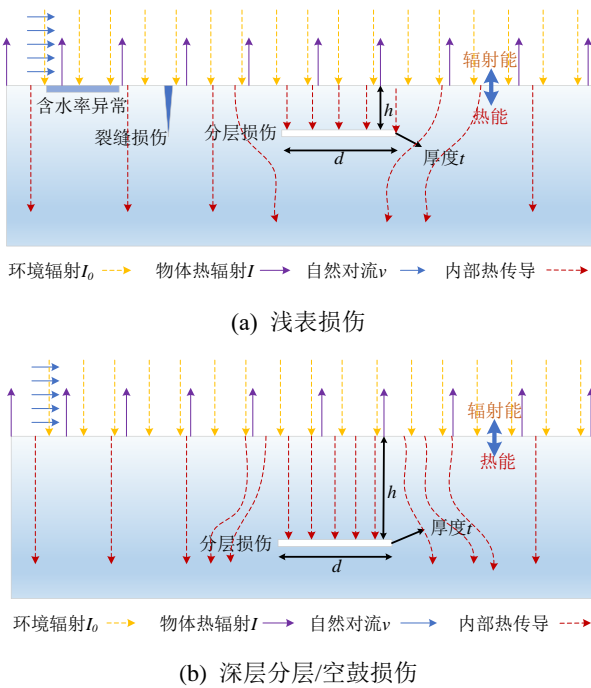 辐射能
热能
含水率异常
裂缝损伤
分层损伤
h
d
厚度t
环境辐射I₀ 物体热辐射I 自然对流v 内部热传导
(a) 浅表损伤
辐射能
热能
h
分层损伤
厚度t
d
环境辐射I₀ 物体热辐射I 自然对流v 内部热传导
(b) 深层分层/空鼓损伤